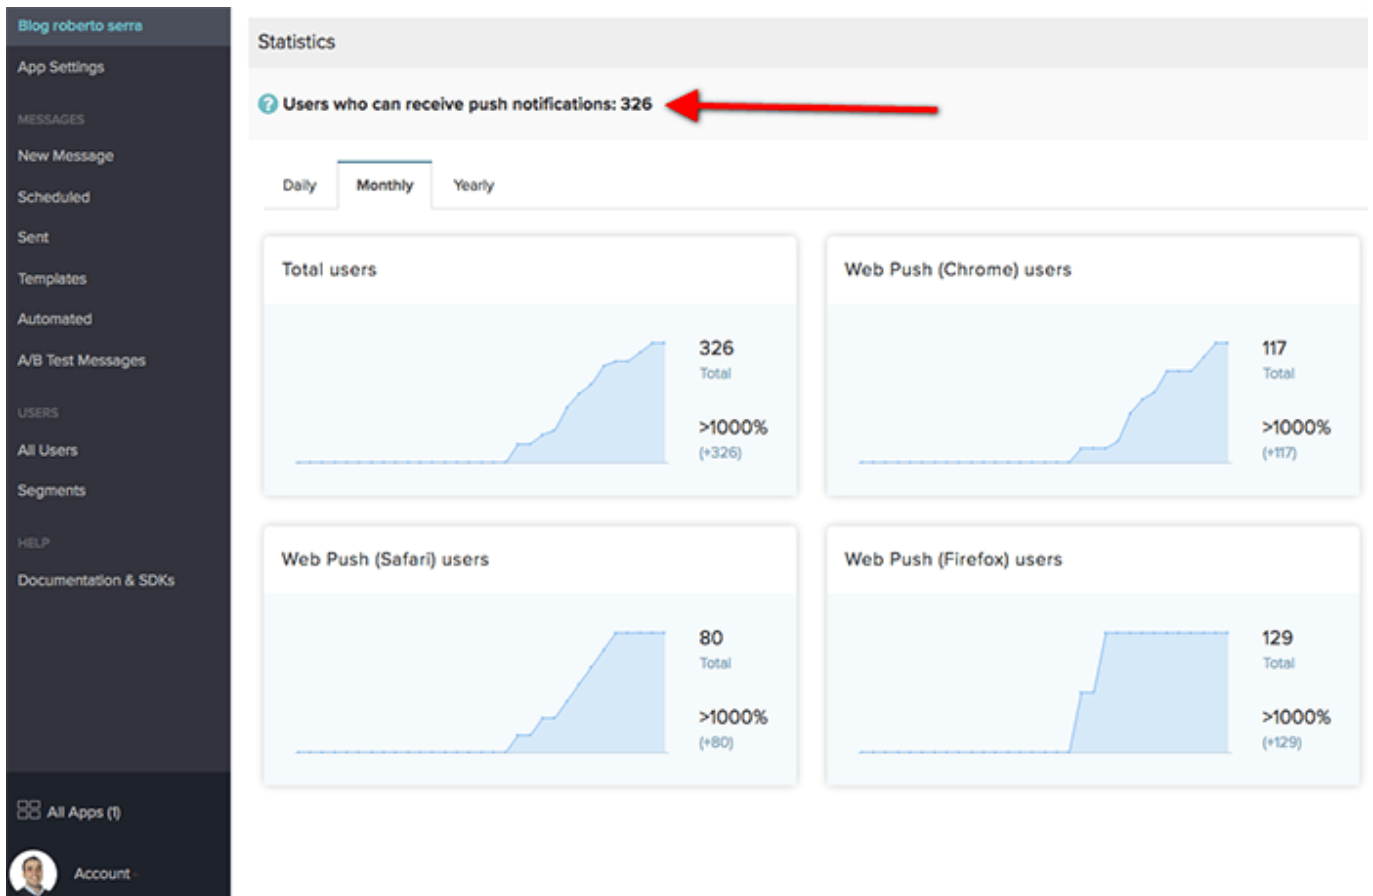 Blog roberto serra
App Settings
MESSAGES
New Message
Scheduled
Sent
Templates
Automated
A/B Test Messages
USERS
All Users
Segments
HELP
Documentation & SDKs
All Apps (1)
Account
Statistics
? Users who can receive push notifications: 326
Daily Monthly Yearly
Total users
326
Total
>1000%
(+326)
Web Push (Chrome) users
117
Total
>1000%
(+117)
Web Push (Safari) users
80
Total
>1000%
(+80)
Web Push (Firefox) users
129
Total
>1000%
(+129)